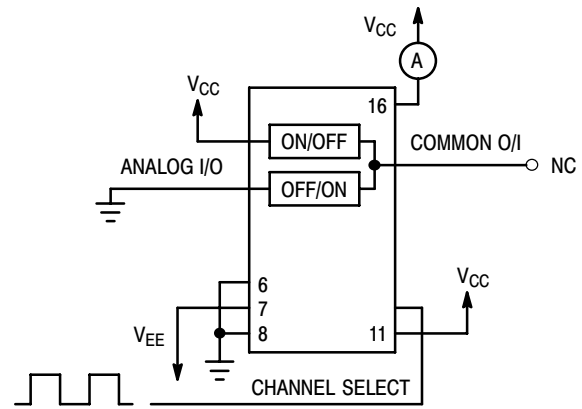 VCC
A
VCC
16
ON/OFF
COMMON O/I
ANALOG I/O
OFF/ON
NC
6
VCC
7
VEE
8
11
CHANNEL SELECT